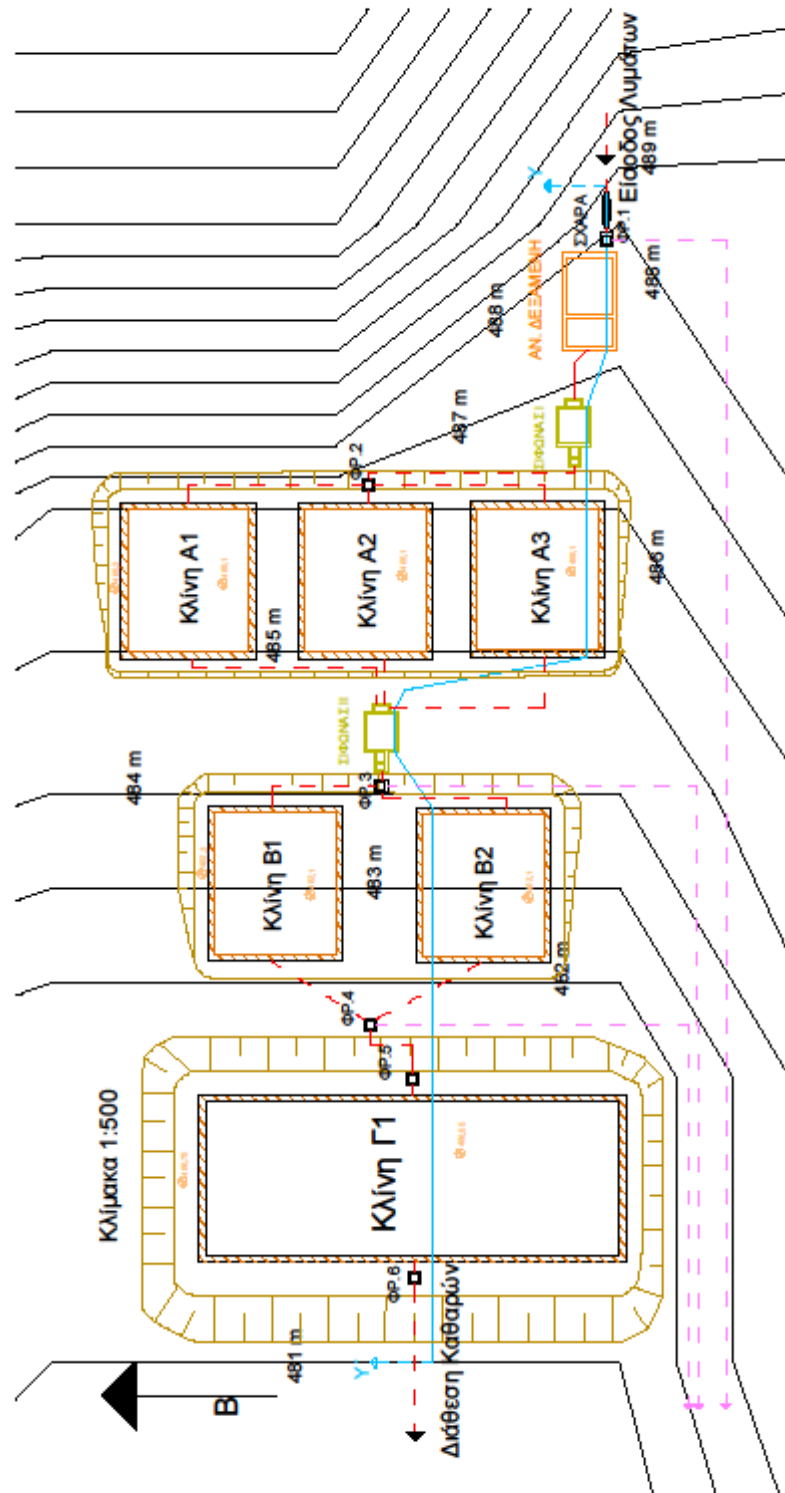 Είσοδος Λυμάτων
489 m
Y
ΣΧΑΡΑ
ΦΡ.1
488 m
488 m
ΑΝ. ΔΕΞΑΜΕΝΗ
487 m
ΣΙΦΩΝΑΣ I
ΦΡ.2
486 m
Κλίνη Α1
Κλίνη Α2
Κλίνη Α3
485 m
ΣΙΦΩΝΑΣ II
484 m
ΦΡ.3
Κλίνη Β1
483 m
Κλίνη Β2
482 m
ΦΡ.4
ΦΡ.5
Κλίμακα 1:500
Κλίνη Γ1
ΦΡ.6
481 m
Y'
Διάθεση Καθαρών
Β